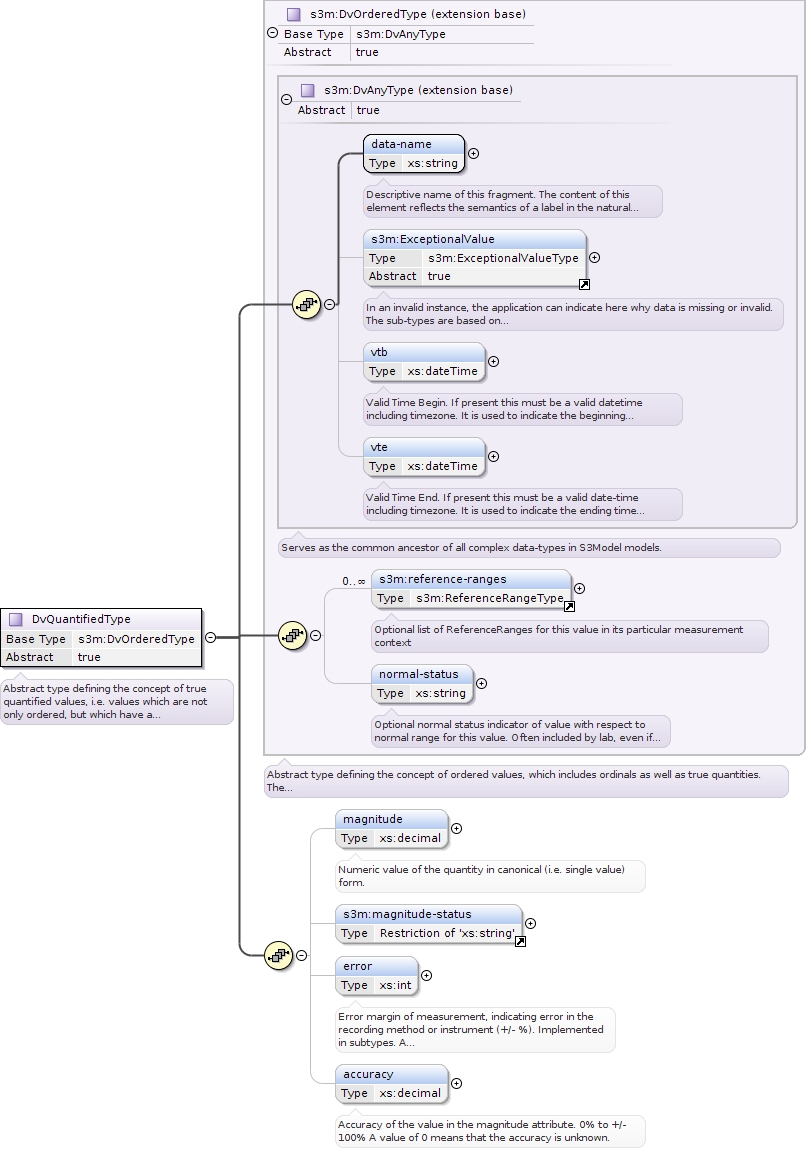 s3m:DvOrderedType (extension base)
Base Type s3m:DvAnyType
Abstract true
s3m:DvAnyType (extension base)
Abstract true
data-name
Type xs:string
Descriptive name of this fragment. The content of this
element reflects the semantics of a label in the natural...
s3m:ExceptionalValue
Type s3m:ExceptionalValueType
Abstract true
In an invalid instance, the application can indicate here why data is missing or invalid.
The sub-types are based on...
vtb
Type xs:dateTime
Valid Time Begin. If present this must be a valid datetime
including timezone. It is used to indicate the beginning...
vte
Type xs:dateTime
Valid Time End. If present this must be a valid date-time
including timezone. It is used to indicate the ending time...
Serves as the common ancestor of all complex data-types in S3Model models.
0..∞
s3m:reference-ranges
Type s3m:ReferenceRangeType
Optional list of ReferenceRanges for this value in its particular measurement
context
normal-status
Type xs:string
Optional normal status indicator of value with respect to
normal range for this value. Often included by lab, even if...
DvQuantifiedType
Base Type s3m:DvOrderedType
Abstract true
Abstract type defining the concept of true
quantified values, i.e. values which are not
only ordered, but which have a...
Abstract type defining the concept of ordered values, which includes ordinals as well as true quantities.
The...
magnitude
Type xs:decimal
Numeric value of the quantity in canonical (i.e. single value)
form.
s3m:magnitude-status
Type Restriction of 'xs:string'
error
Type xs:int
Error margin of measurement, indicating error in the
recording method or instrument (+/- %). Implemented
in subtypes. A...
accuracy
Type xs:decimal
Accuracy of the value in the magnitude attribute. 0% to +/-
100% A value of 0 means that the accuracy is unknown.